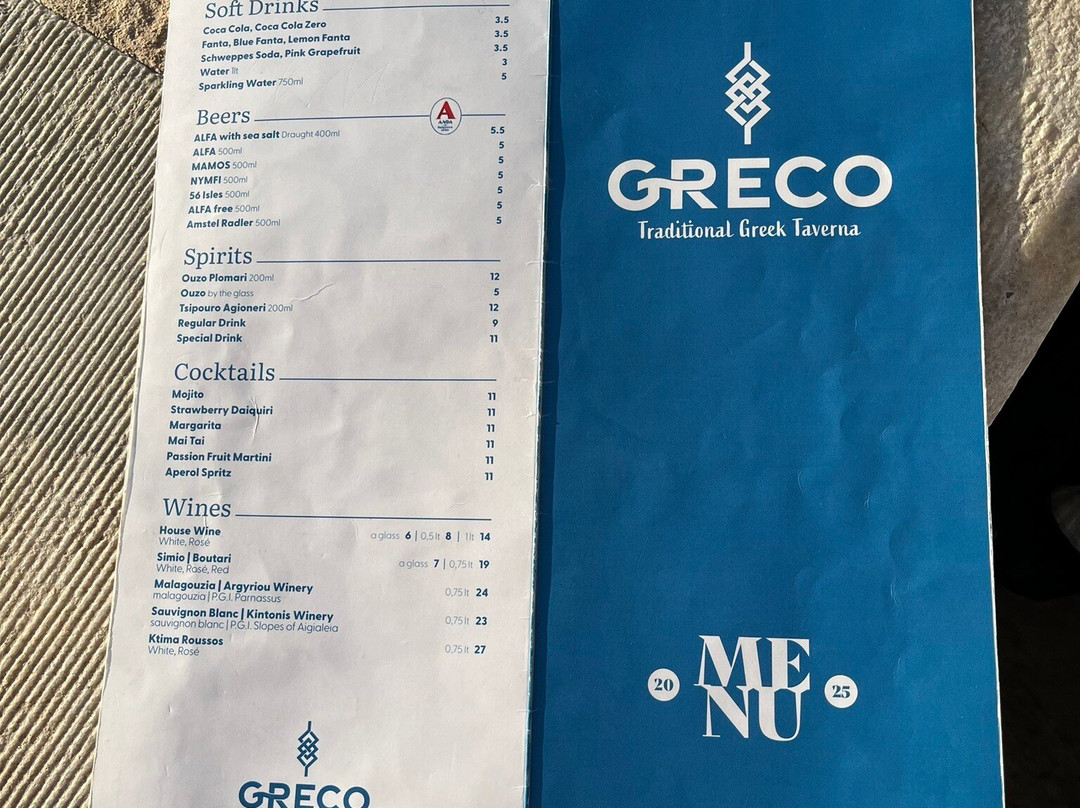 Soft Drinks
Coca Cola, Coca Cola Zero 3.5
Fanta, Blue Fanta, Lemon Fanta 3.5
Schweppes Soda, Pink Grapefruit 3.5
Water 1lt 3
Sparkling Water 750ml 5
Beers
A
ALFA with sea salt Draught 400ml 5.5
ALFA 500ml 5
MAMOS 500ml 5
NYMFI 500ml 5
56 Isles 500ml 5
ALFA free 500ml 5
Amstel Radler 500ml 5
Spirits
Ouzo Plomari 200ml 12
Ouzo by the glass 5
Tsipouro Agioneri 200ml 12
Regular Drink 9
Special Drink 11
Cocktails
Mojito 11
Strawberry Daiquiri 11
Margarita 11
Mai Tai 11
Passion Fruit Martini 11
Aperol Spritz 11
Wines
House Wine a glass 6 | 0,5lt 8 | 1lt 14
White, Rosé
Simio | Boutari a glass 7 | 0,75lt 19
White, Rosé, Red
Malagouzia | Argyriou Winery 0,75lt 24
malagouzia | P.G.I. Parnassus
Sauvignon Blanc | Kintonis Winery 0,75lt 23
sauvignon blanc | P.G.I. Slopes of Aigialeia
Ktima Roussos 0,75lt 27
White, Rosé
GRECO
GRECO
Traditional Greek Taverna
20 MENU 25